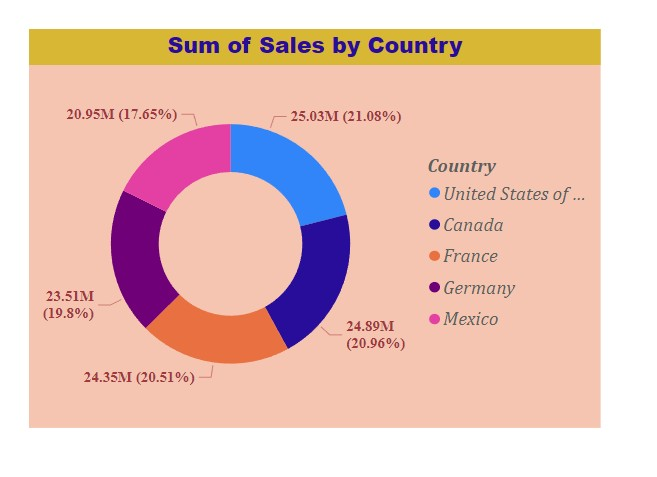 Sum of Sales by Country
20.95M (17.65%)
25.03M (21.08%)
Country
United States of ...
Canada
France
Germany
Mexico
23.51M
(19.8%)
24.89M
(20.96%)
24.35M (20.51%)